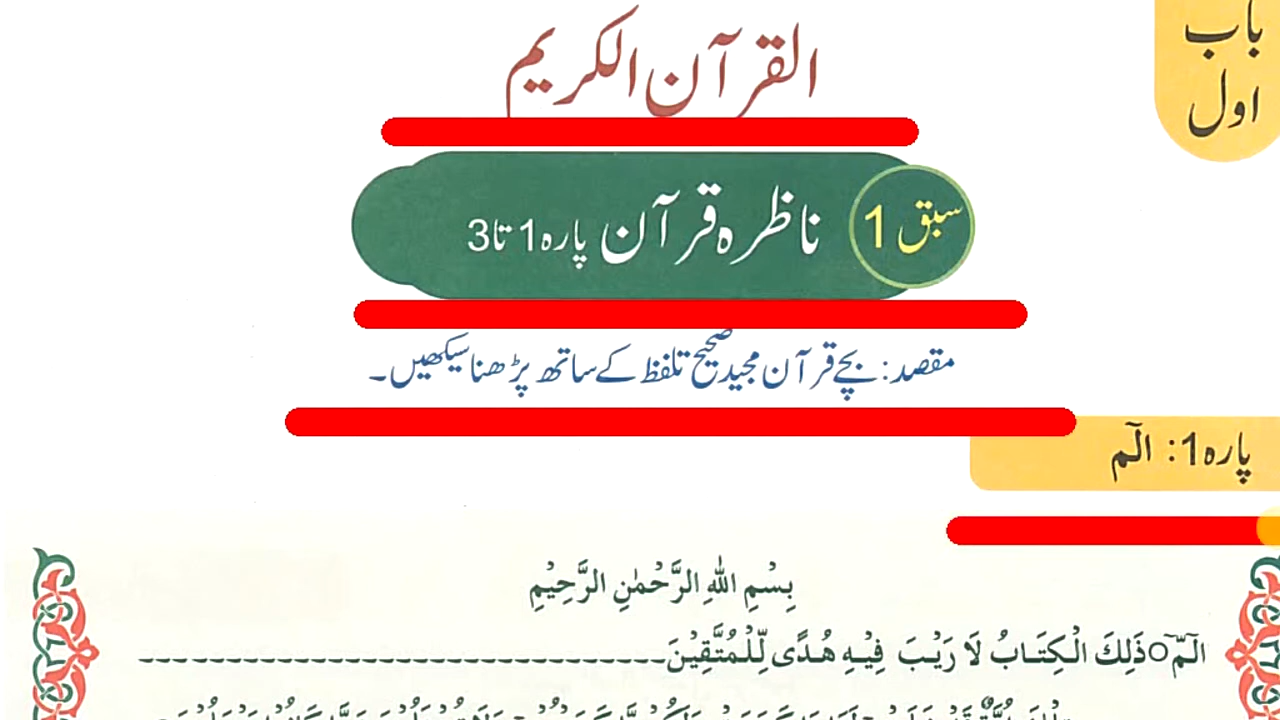 باب
اول
القرآن الکریم
سبق 1
ناظرہ قرآن پارہ 1 تا 3
مقصد: بچے قرآن مجید صحیح تلفظ کے ساتھ پڑھنا سیکھیں۔
پارہ 1: الٓم
بِسْمِ اللّٰهِ الرَّحْمٰنِ الرَّحِيْمِ
الٓمّٓ ○ ذٰلِكَ الْكِتَابُ لَا رَيْبَ فِيْهِ هُدًى لِّلْمُتَّقِيْنَ